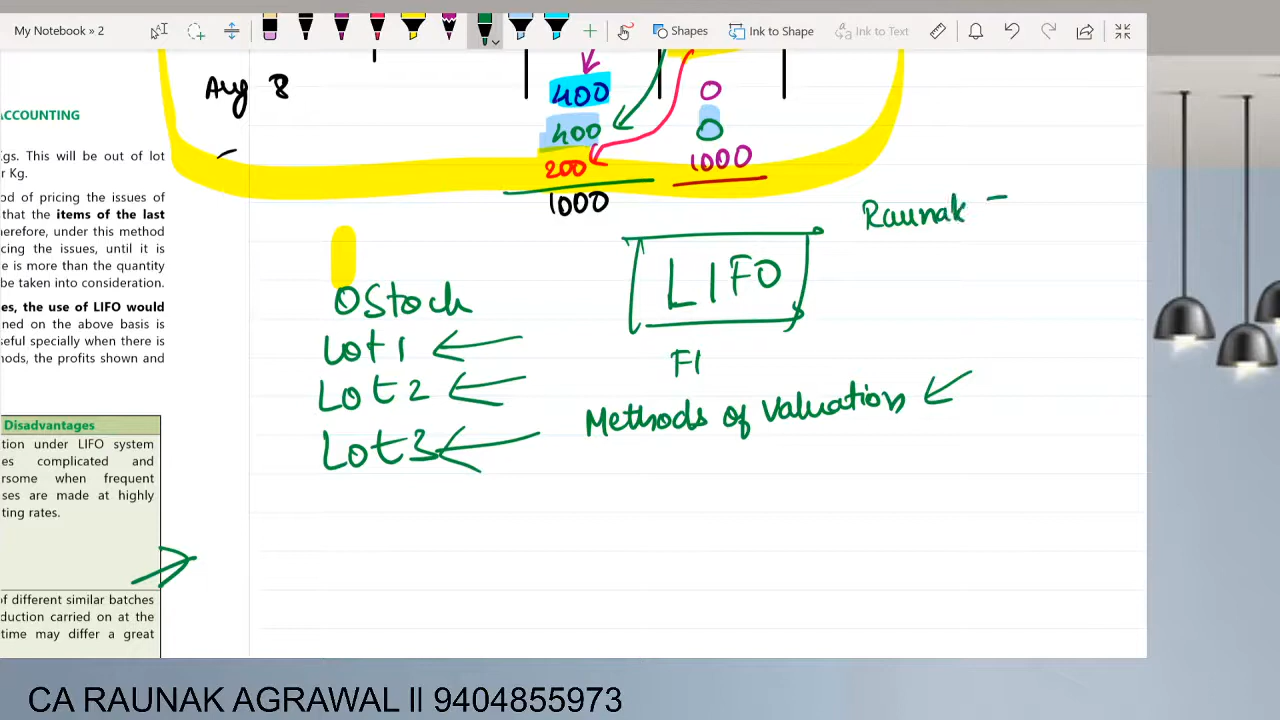 My Notebook » 2
Shapes
Ink to Shape
Ink to Text
ACCOUNTING
Kgs. This will be out of lot
r Kg.
od of pricing the issues of
that the items of the last
herefore, under this method
cing the issues, until it is
e is more than the quantity
be taken into consideration.
es, the use of LIFO would
ned on the above basis is
seful specially when there is
hods, the profits shown and
Disadvantages
tion under LIFO system
es complicated and
rsome when frequent
ses are made at highly
ting rates.
of different similar batches
duction carried on at the
time may differ a great
Aug 8
400 0
400 0
200 1000
1000
Raunak -
LIFO
OStock
Lot 1
FI
Lot 2
Methods of Valuation
Lot 3
CA RAUNAK AGRAWAL II 9404855973